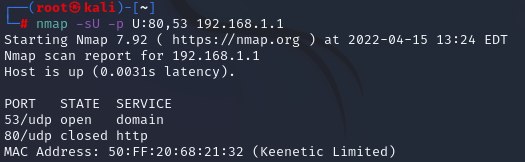 ┌──(root㉿kali)-[~]
└─# nmap -sU -p U:80,53 192.168.1.1
Starting Nmap 7.92 ( https://nmap.org ) at 2022-04-15 13:24 EDT
Nmap scan report for 192.168.1.1
Host is up (0.0031s latency).
PORT   STATE  SERVICE
53/udp open   domain
80/udp closed http
MAC Address: 50:FF:20:68:21:32 (Keenetic Limited)